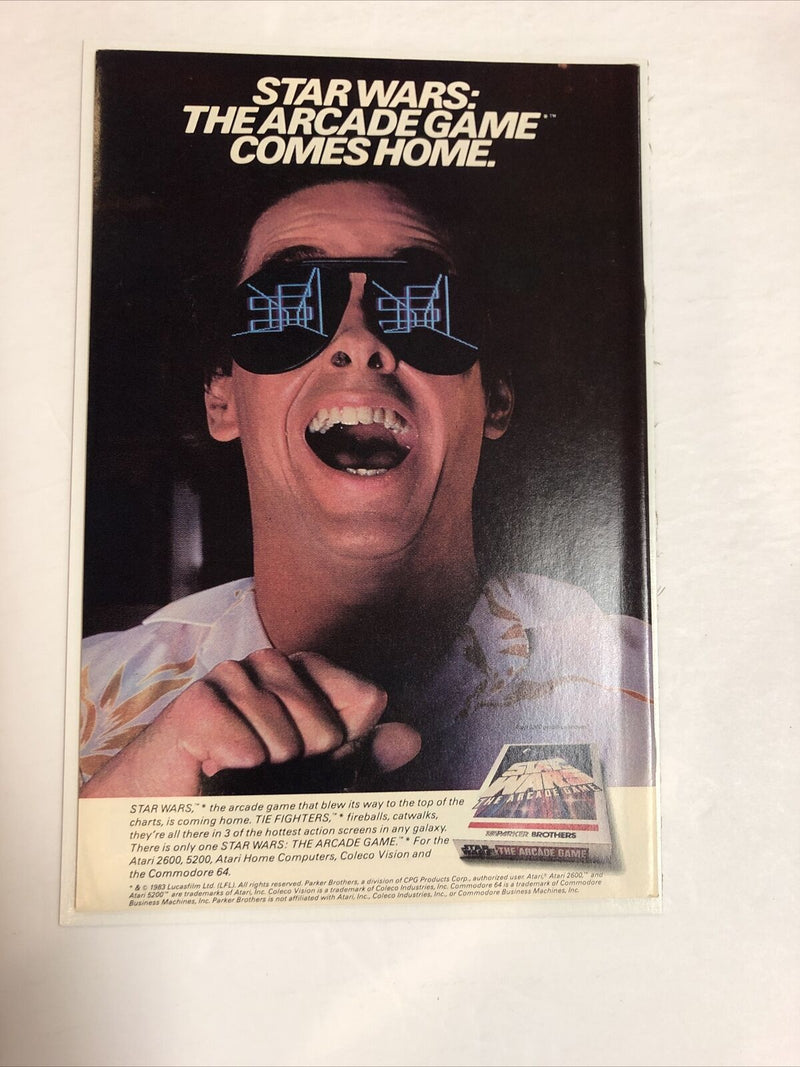 STAR WARS:
THE ARCADE GAME*™
COMES HOME.
STAR WARS,™* the arcade game that blew its way to the top of the
charts, is coming home. TIE FIGHTERS,™* fireballs, catwalks,
they're all there in 3 of the hottest action screens in any galaxy.
There is only one STAR WARS: THE ARCADE GAME.™* For the
Atari 2600, 5200, Atari Home Computers, Coleco Vision and
the Commodore 64.
STAR
WARS
THE ARCADE GAME
PARKER BROTHERS
STAR WARS THE ARCADE GAME
* & © 1983 Lucasfilm Ltd. (LFL). All rights reserved. Parker Brothers, a division of CPG Products Corp., authorized user. Atari,® Atari 2600,™ and
Atari 5200™ are trademarks of Atari, Inc. Coleco Vision is a trademark of Coleco Industries, Inc. Commodore 64 is a trademark of Commodore
Business Machines, Inc. Parker Brothers is not affiliated with Atari, Inc., Coleco Industries, Inc., or Commodore Business Machines, Inc.